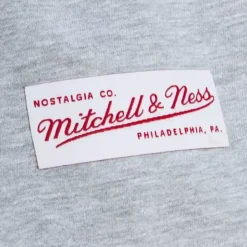 NOSTALGIA CO.
Mitchell & Ness
PHILADELPHIA, PA